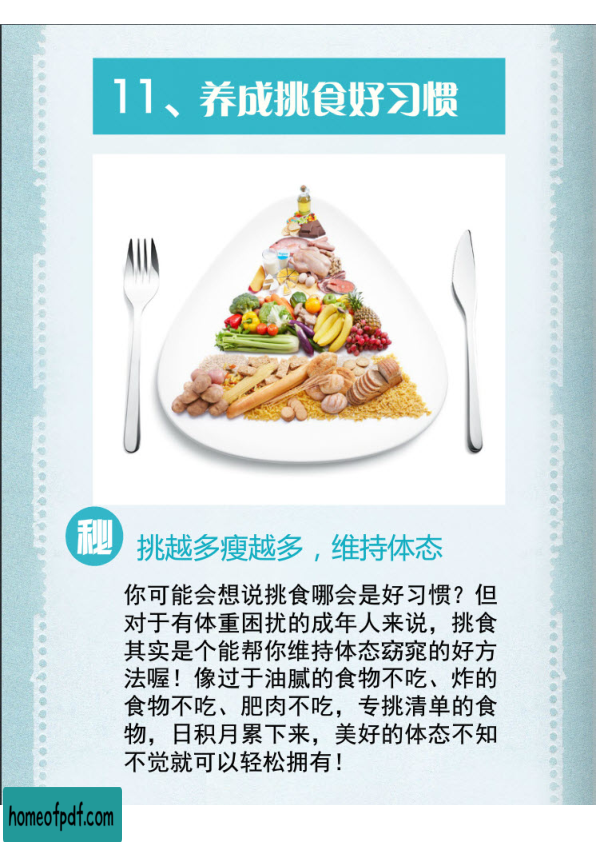 11、养成挑食好习惯
秘 挑越多瘦越多，维持体态
你可能会想说挑食哪会是好习惯？但
对于有体重困扰的成年人来说，挑食
其实是个能帮你维持体态窈窕的好方
法喔！像过于油腻的食物不吃、炸的
食物不吃、肥肉不吃，专挑清单的食
物，日积月累下来，美好的体态不知
不觉就可以轻松拥有！
homeofpdf.com